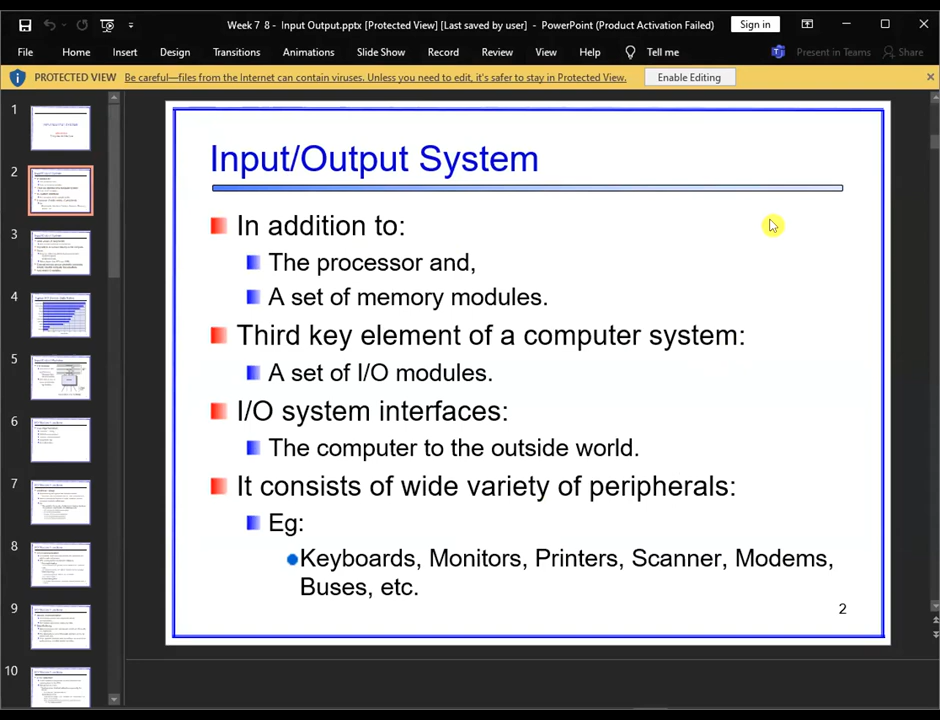 Week 7 8 - Input Output.pptx [Protected View] [Last saved by user] - PowerPoint (Product Activation Failed)
Sign in
File Home Insert Design Transitions Animations Slide Show Record Review View Help Tell me Present in Teams Share
PROTECTED VIEW Be careful—files from the Internet can contain viruses. Unless you need to edit, it's safer to stay in Protected View. Enable Editing
1
2
3
4
5
6
7
8
9
10
Input/Output System
In addition to:
The processor and,
A set of memory modules.
Third key element of a computer system:
A set of I/O modules.
I/O system interfaces:
The computer to the outside world.
It consists of wide variety of peripherals:
Eg:
Keyboards, Monitors, Printers, Scanner, Modems,
Buses, etc.
2